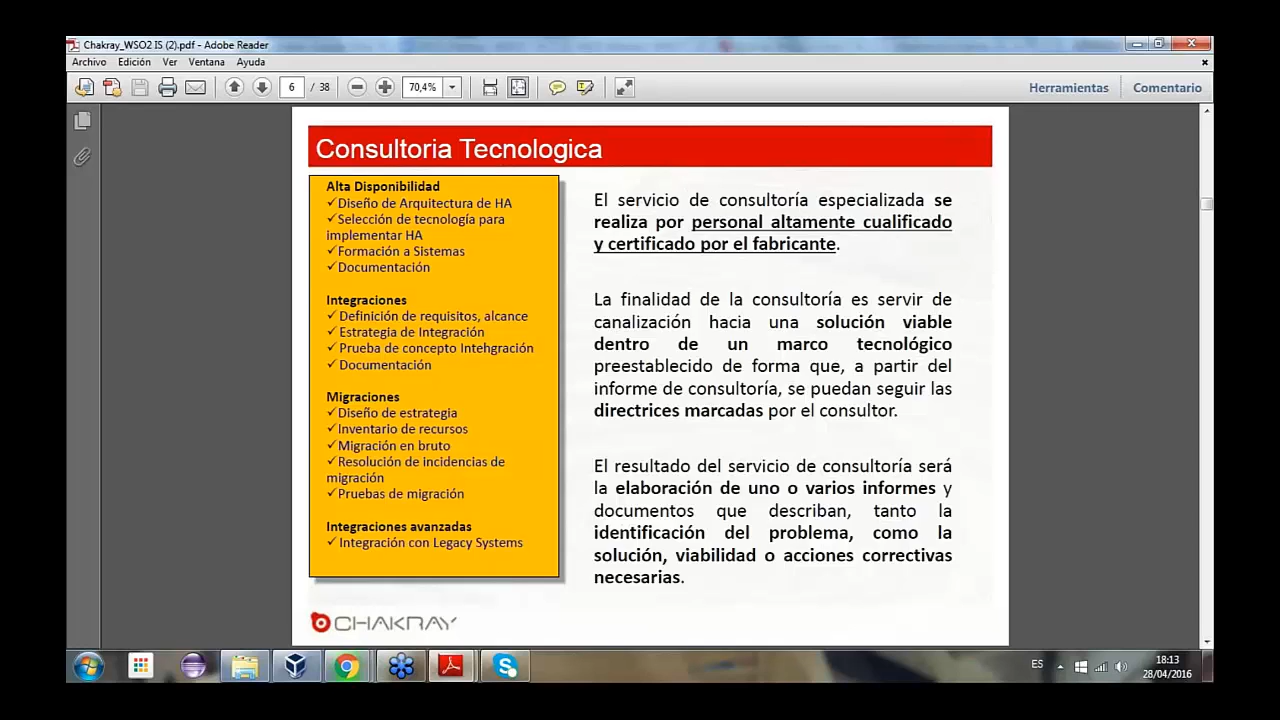 Chakray_WSO2 IS (2).pdf - Adobe Reader
Archivo Edición Ver Ventana Ayuda
6 / 38 70,4% Herramientas Comentario
Consultoria Tecnologica
Alta Disponibilidad
✓Diseño de Arquitectura de HA
✓Selección de tecnología para
implementar HA
✓Formación a Sistemas
✓Documentación
Integraciones
✓Definición de requisitos, alcance
✓Estrategia de Integración
✓Prueba de concepto Intehgración
✓Documentación
Migraciones
✓Diseño de estrategia
✓Inventario de recursos
✓Migración en bruto
✓Resolución de incidencias de
migración
✓Pruebas de migración
Integraciones avanzadas
✓Integración con Legacy Systems
El servicio de consultoría especializada se
realiza por personal altamente cualificado
y certificado por el fabricante.
La finalidad de la consultoría es servir de
canalización hacia una solución viable
dentro de un marco tecnológico
preestablecido de forma que, a partir del
informe de consultoría, se puedan seguir las
directrices marcadas por el consultor.
El resultado del servicio de consultoría será
la elaboración de uno o varios informes y
documentos que describan, tanto la
identificación del problema, como la
solución, viabilidad o acciones correctivas
necesarias.
CHAKRAY
ES
18:13
28/04/2016